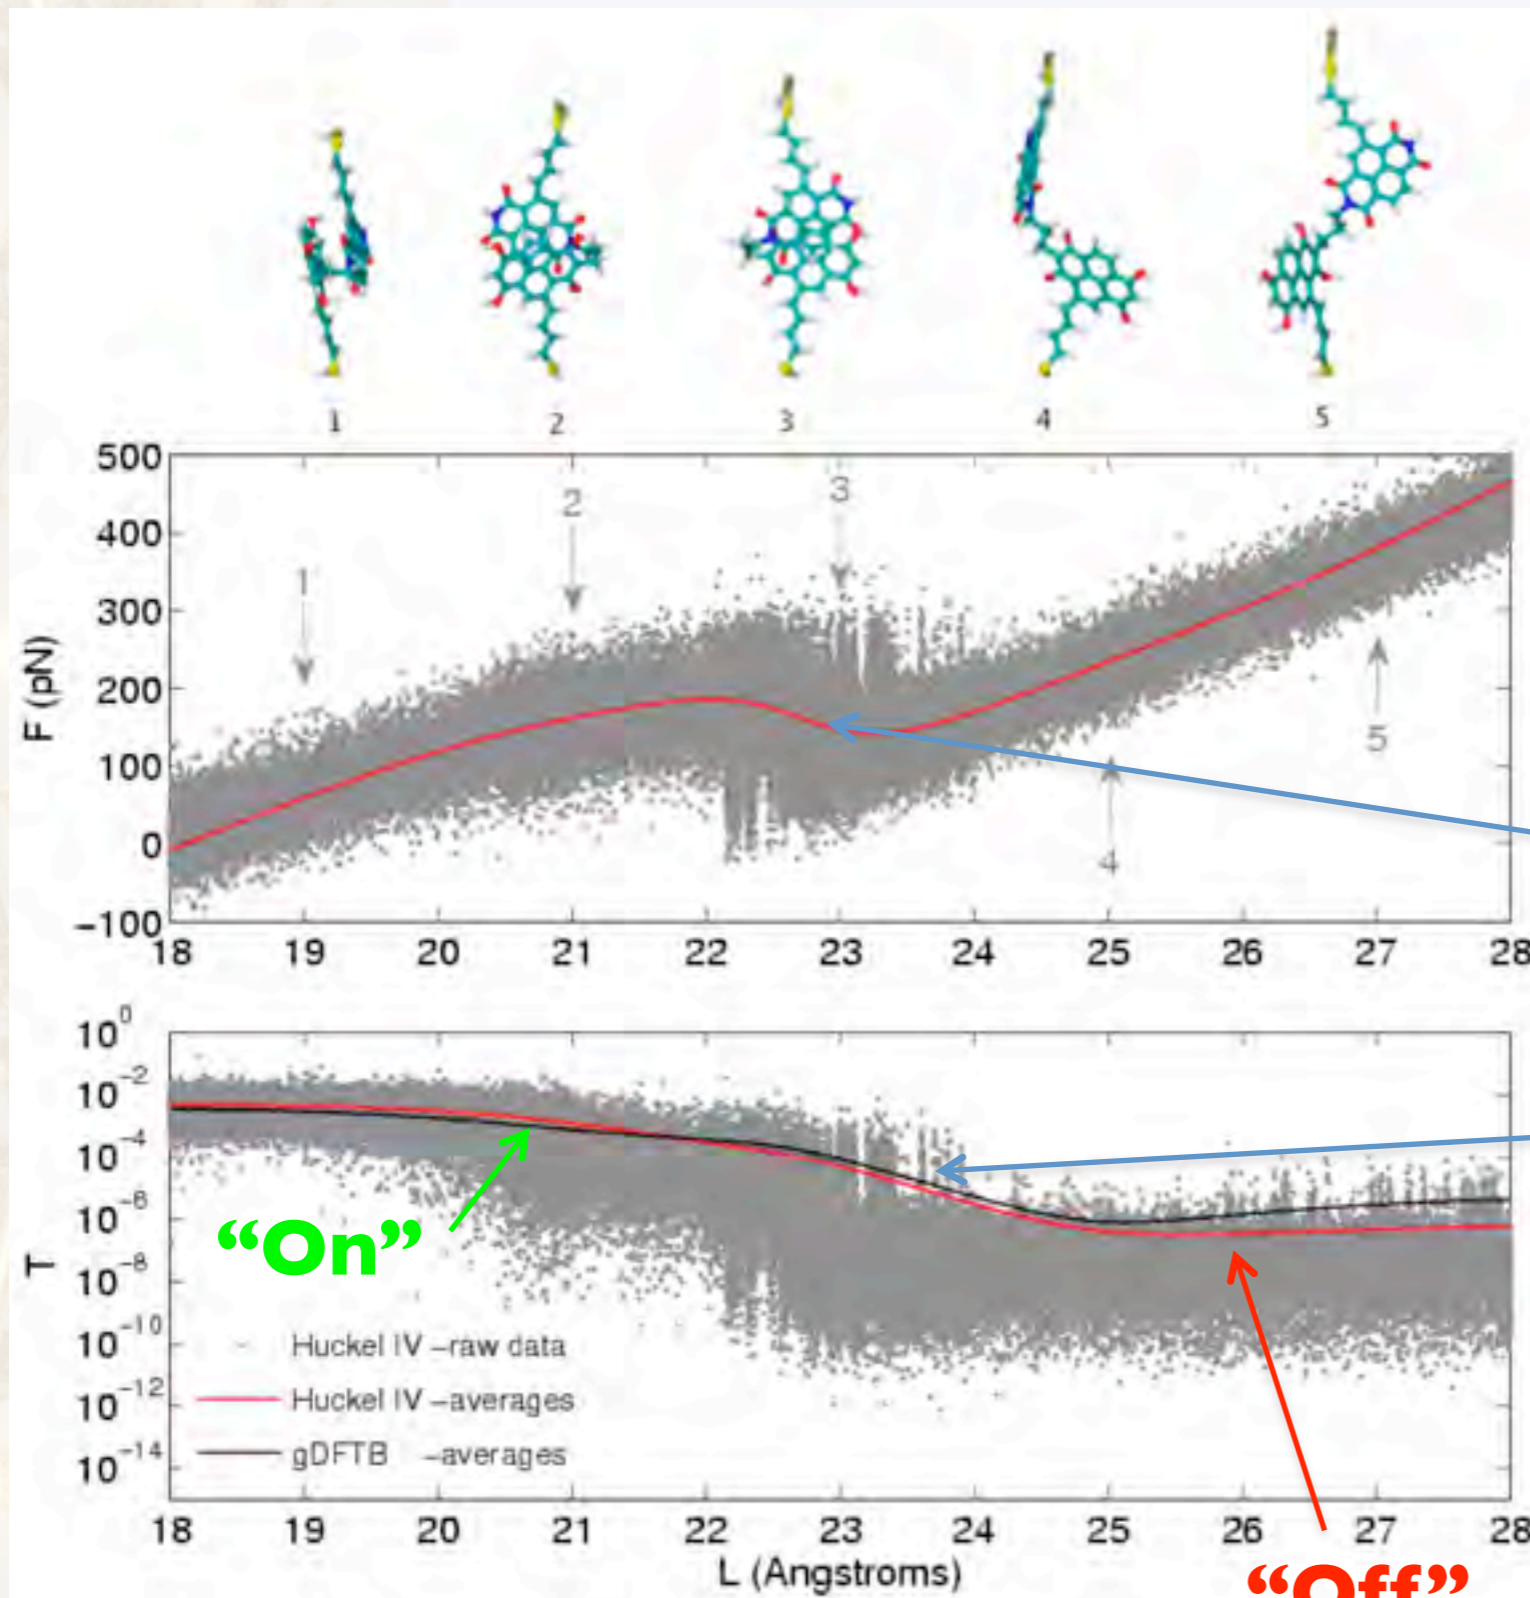 1 2 3 4 5
500
400
300
200
100
0
−100
F (pN)
1
2
3
4
5
18 19 20 21 22 23 24 25 26 27 28
10^0
10^−2
10^−4
10^−6
10^−8
10^−10
10^−12
10^−14
T
“On”
Huckel IV −raw data
Huckel IV −averages
gDFTB −averages
18 19 20 21 22 23 24 25 26 27 28
L (Angstroms)
“Off”